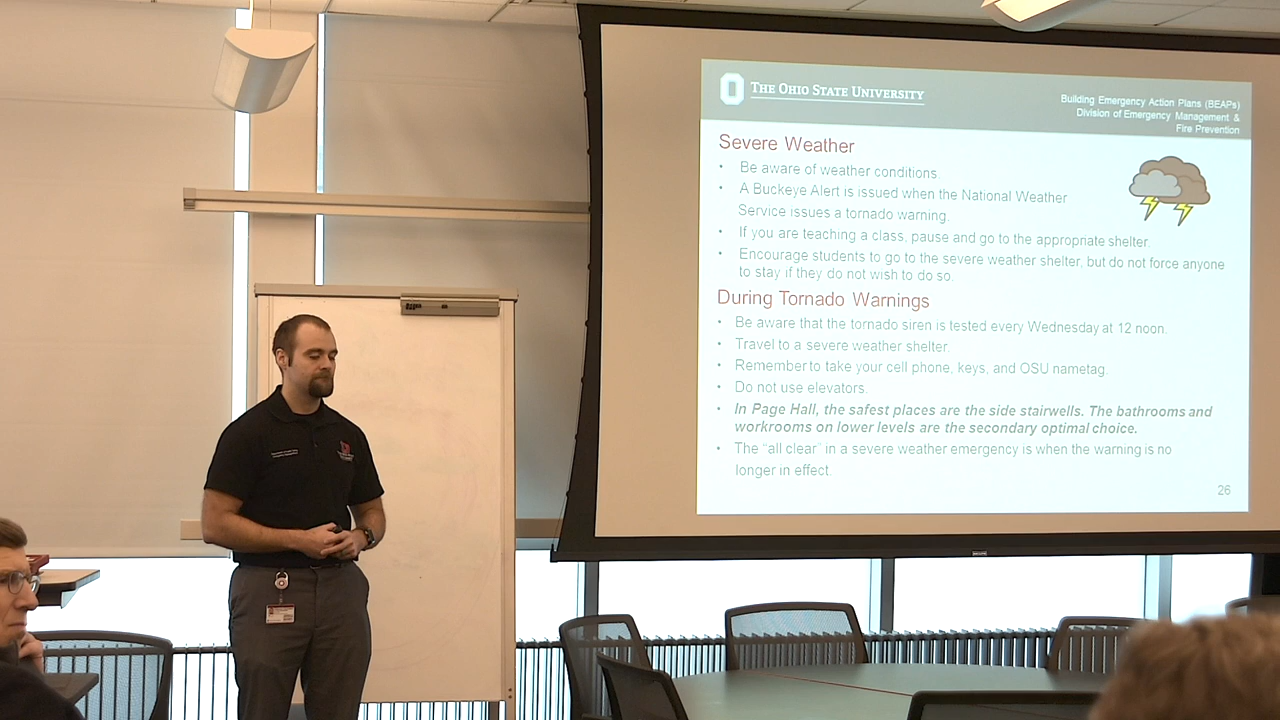 THE OHIO STATE UNIVERSITY
Building Emergency Action Plans (BEAPs)
Division of Emergency Management &
Fire Prevention
Severe Weather
• Be aware of weather conditions.
• A Buckeye Alert is issued when the National Weather
Service issues a tornado warning.
• If you are teaching a class, pause and go to the appropriate shelter.
• Encourage students to go to the severe weather shelter, but do not force anyone
to stay if they do not wish to do so.
During Tornado Warnings
• Be aware that the tornado siren is tested every Wednesday at 12 noon.
• Travel to a severe weather shelter.
• Remember to take your cell phone, keys, and OSU nametag.
• Do not use elevators.
• In Page Hall, the safest places are the side stairwells. The bathrooms and
workrooms on lower levels are the secondary optimal choice.
• The "all clear" in a severe weather emergency is when the warning is no
longer in effect.
26